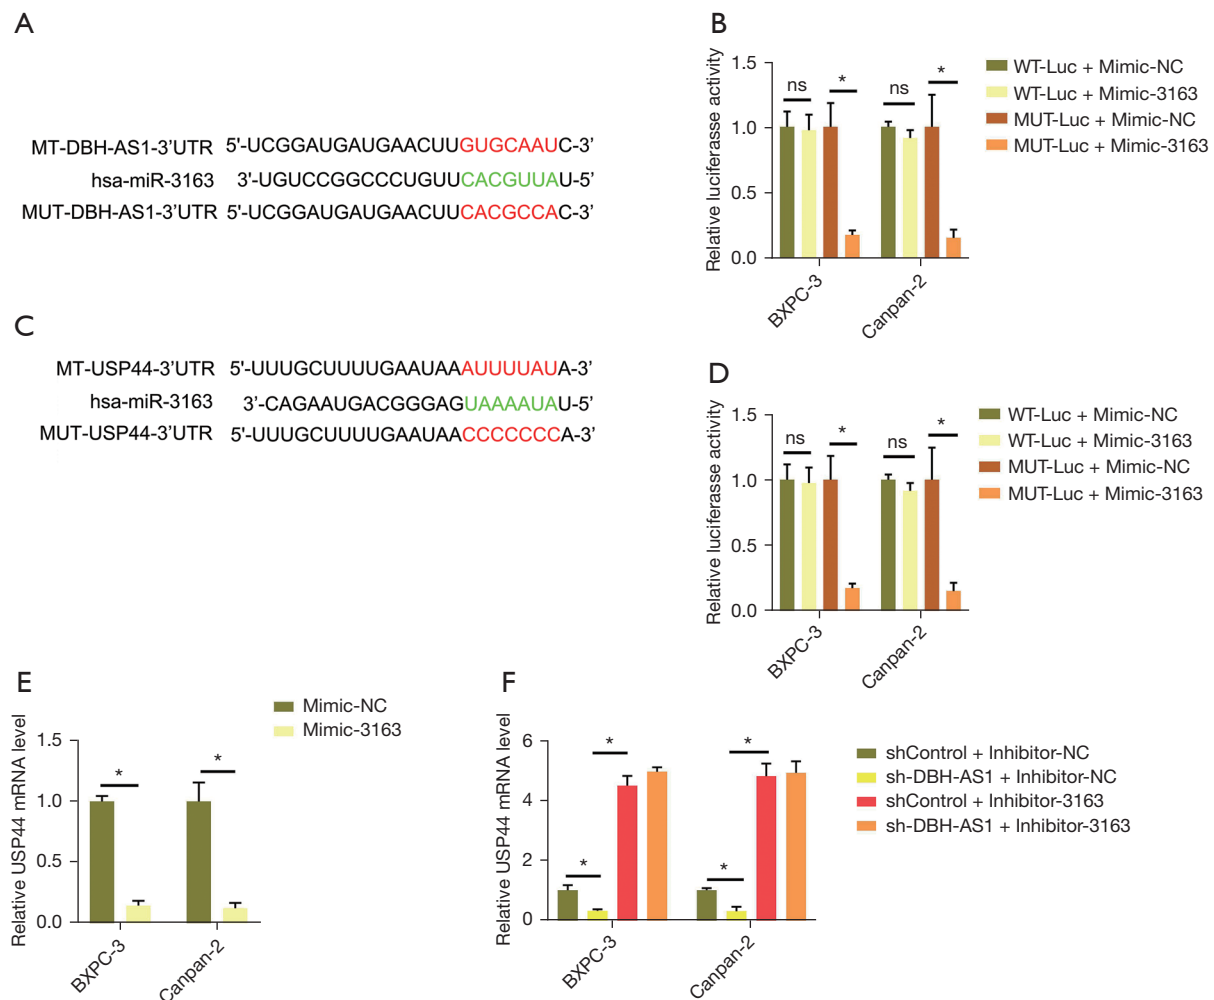 A
MT-DBH-AS1-3'UTR 5'-UCGGAUGAUGAACUUGUGCAAUC-3'
hsa-miR-3163 3'-UGUCCGGCCCUGUUCACGUUAU-5'
MUT-DBH-AS1-3'UTR 5'-UCGGAUGAUGAACUUCACGCCAC-3'
B
Relative luciferasse activity
1.5
1.0
0.5
0.0
ns
*
ns
*
BXPC-3
Canpan-2
WT-Luc + Mimic-NC
WT-Luc + Mimic-3163
MUT-Luc + Mimic-NC
MUT-Luc + Mimic-3163
C
MT-USP44-3'UTR 5'-UUUGCUUUUGAAUAAAUUUUAUA-3'
hsa-miR-3163 3'-CAGAAUGACGGGAGUAAAAUAU-5'
MUT-USP44-3'UTR 5'-UUUGCUUUUGAAUAACCCCCCCA-3'
D
Relative luciferasse activity
1.5
1.0
0.5
0.0
ns
*
ns
*
BXPC-3
Canpan-2
WT-Luc + Mimic-NC
WT-Luc + Mimic-3163
MUT-Luc + Mimic-NC
MUT-Luc + Mimic-3163
E
Relative USP44 mRNA level
1.5
1.0
0.5
0.0
*
*
BXPC-3
Canpan-2
Mimic-NC
Mimic-3163
F
Relative USP44 mRNA level
6
4
2
0
*
*
*
*
BXPC-3
Canpan-2
shControl + Inhibitor-NC
sh-DBH-AS1 + Inhibitor-NC
shControl + Inhibitor-3163
sh-DBH-AS1 + Inhibitor-3163